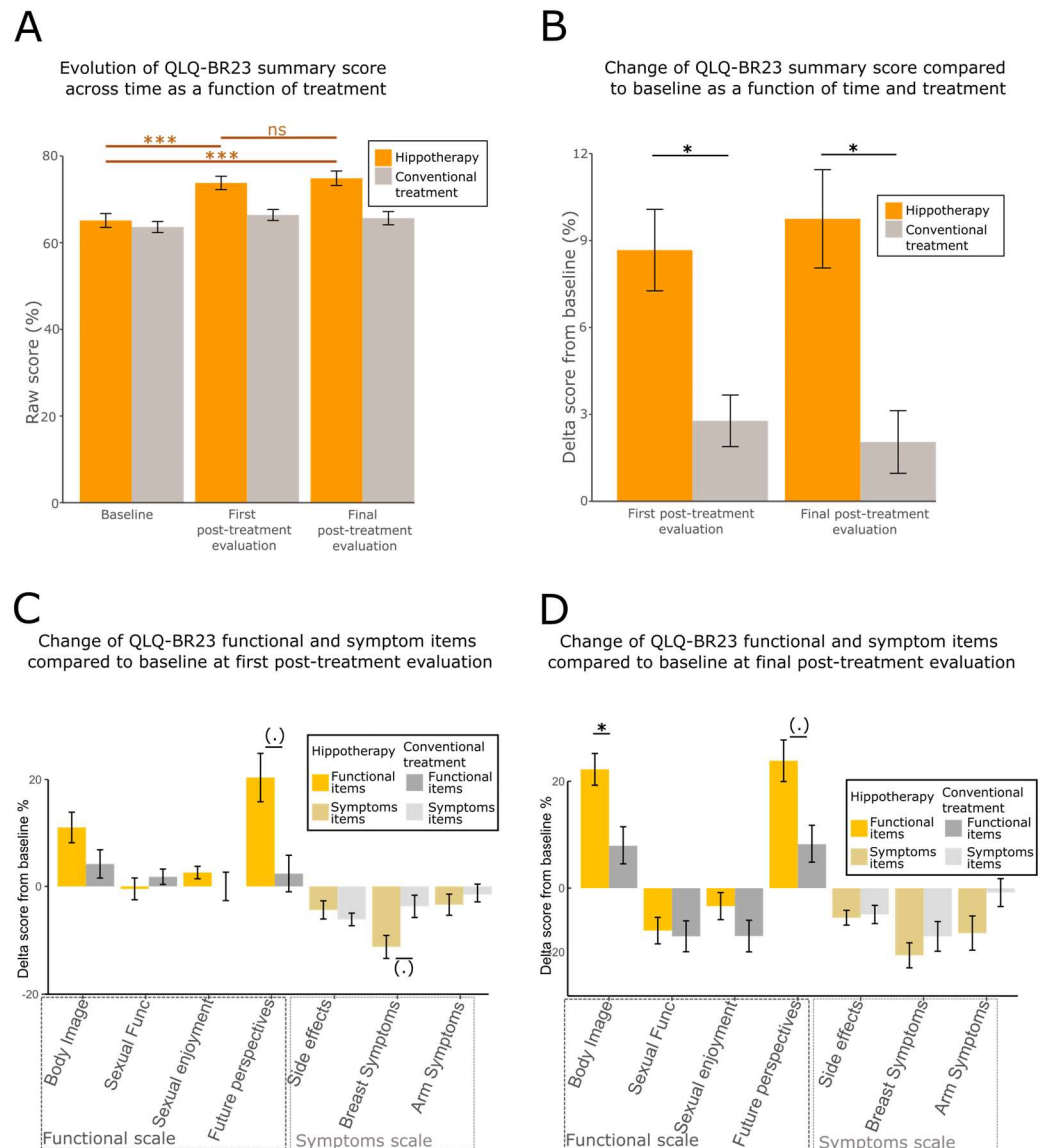 A
Evolution of QLQ-BR23 summary score
across time as a function of treatment
ns
***
***
Hippotherapy
Conventional
treatment
Raw score (%)
80
60
40
20
0
Baseline
First
post-treatment
evaluation
Final
post-treatment
evaluation
B
Change of QLQ-BR23 summary score compared
to baseline as a function of time and treatment
*
*
Hippotherapy
Conventional
treatment
Delta score from baseline (%)
12
9
6
3
0
First post-treatment
evaluation
Final post-treatment
evaluation
C
Change of QLQ-BR23 functional and symptom items
compared to baseline at first post-treatment evaluation
(.)
(.)
Hippotherapy
Conventional
treatment
Functional
items
Functional
items
Symptoms
items
Symptoms
items
Delta score from baseline %
20
0
-20
Body Image
Sexual Func
Sexual enjoyment
Future perspectives
Side effects
Breast Symptoms
Arm Symptoms
Functional scale
Symptoms scale
D
Change of QLQ-BR23 functional and symptom items
compared to baseline at final post-treatment evaluation
*
(.)
Hippotherapy
Conventional
treatment
Functional
items
Functional
items
Symptoms
items
Symptoms
items
Delta score from baseline %
20
0
-20
Body Image
Sexual Func
Sexual enjoyment
Future perspectives
Side effects
Breast Symptoms
Arm Symptoms
Functional scale
Symptoms scale